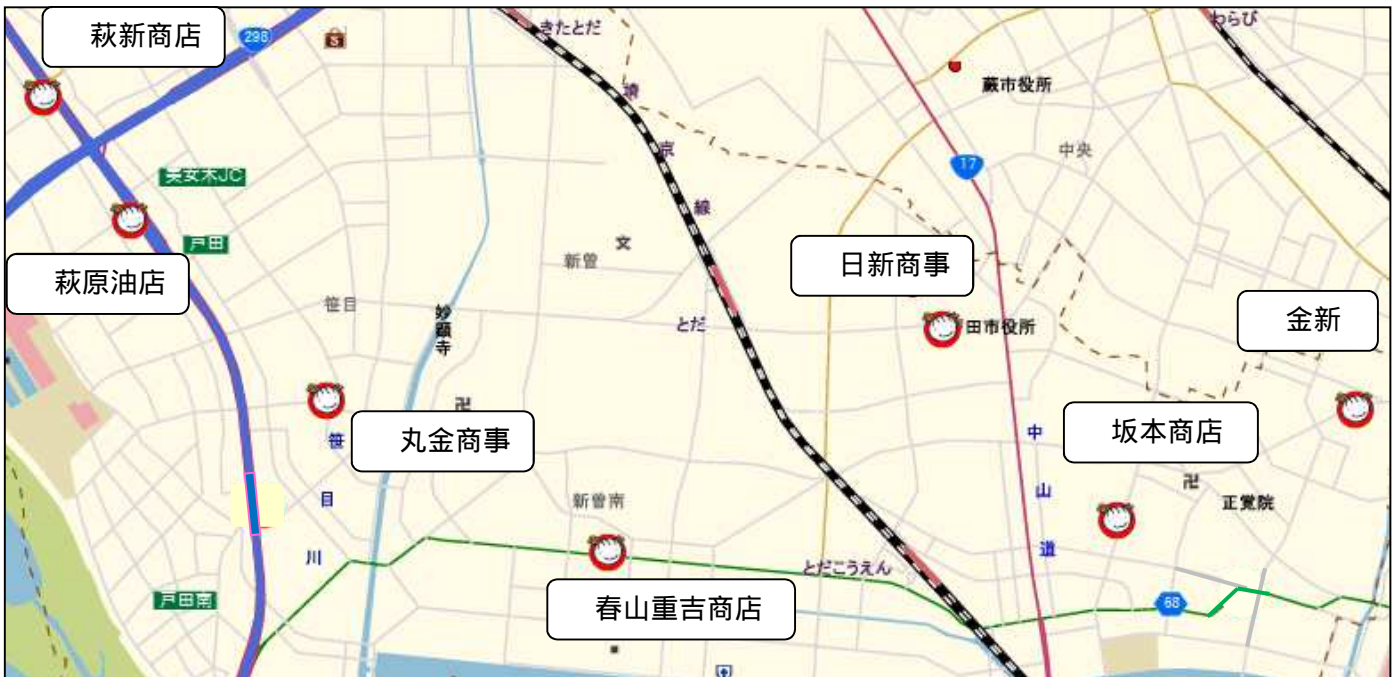 萩新商店
298
きたとだ
わらび
埼京線
蕨市役所
中央
17
美女木JC
戸田
文
新曽
日新商事
萩原油店
笹目
妙顕寺
とだ
田市役所
金新
卍
丸金商事
坂本商店
笹目川
中山道
卍
正覚院
新曽南
とだこうえん
戸田南
春山重吉商店
68